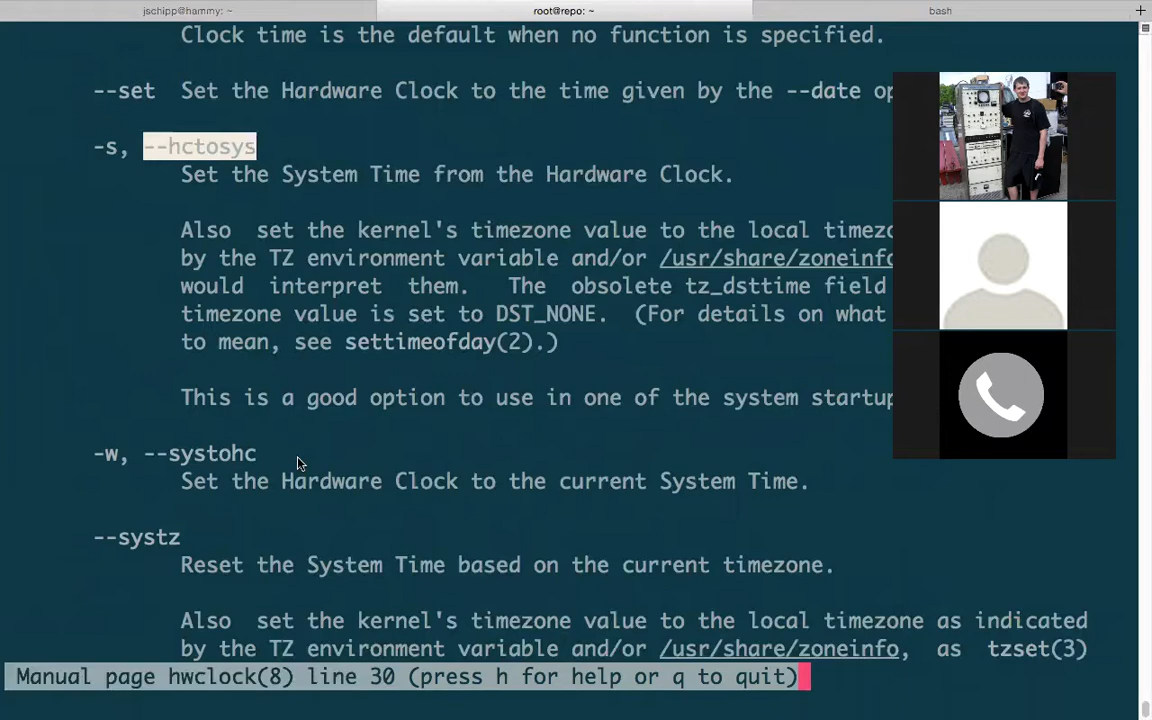 jschipp@hammy: ~
root@repo: ~
bash
Clock time is the default when no function is specified.
--set Set the Hardware Clock to the time given by the --date op
-s, --hctosys
Set the System Time from the Hardware Clock.
Also set the kernel's timezone value to the local timezo
by the TZ environment variable and/or /usr/share/zoneinfo
would interpret them. The obsolete tz_dsttime field
timezone value is set to DST_NONE. (For details on what
to mean, see settimeofday(2).)
This is a good option to use in one of the system startup
-w, --systohc
Set the Hardware Clock to the current System Time.
--systz
Reset the System Time based on the current timezone.
Also set the kernel's timezone value to the local timezone as indicated
by the TZ environment variable and/or /usr/share/zoneinfo, as tzset(3)
Manual page hwclock(8) line 30 (press h for help or q to quit)